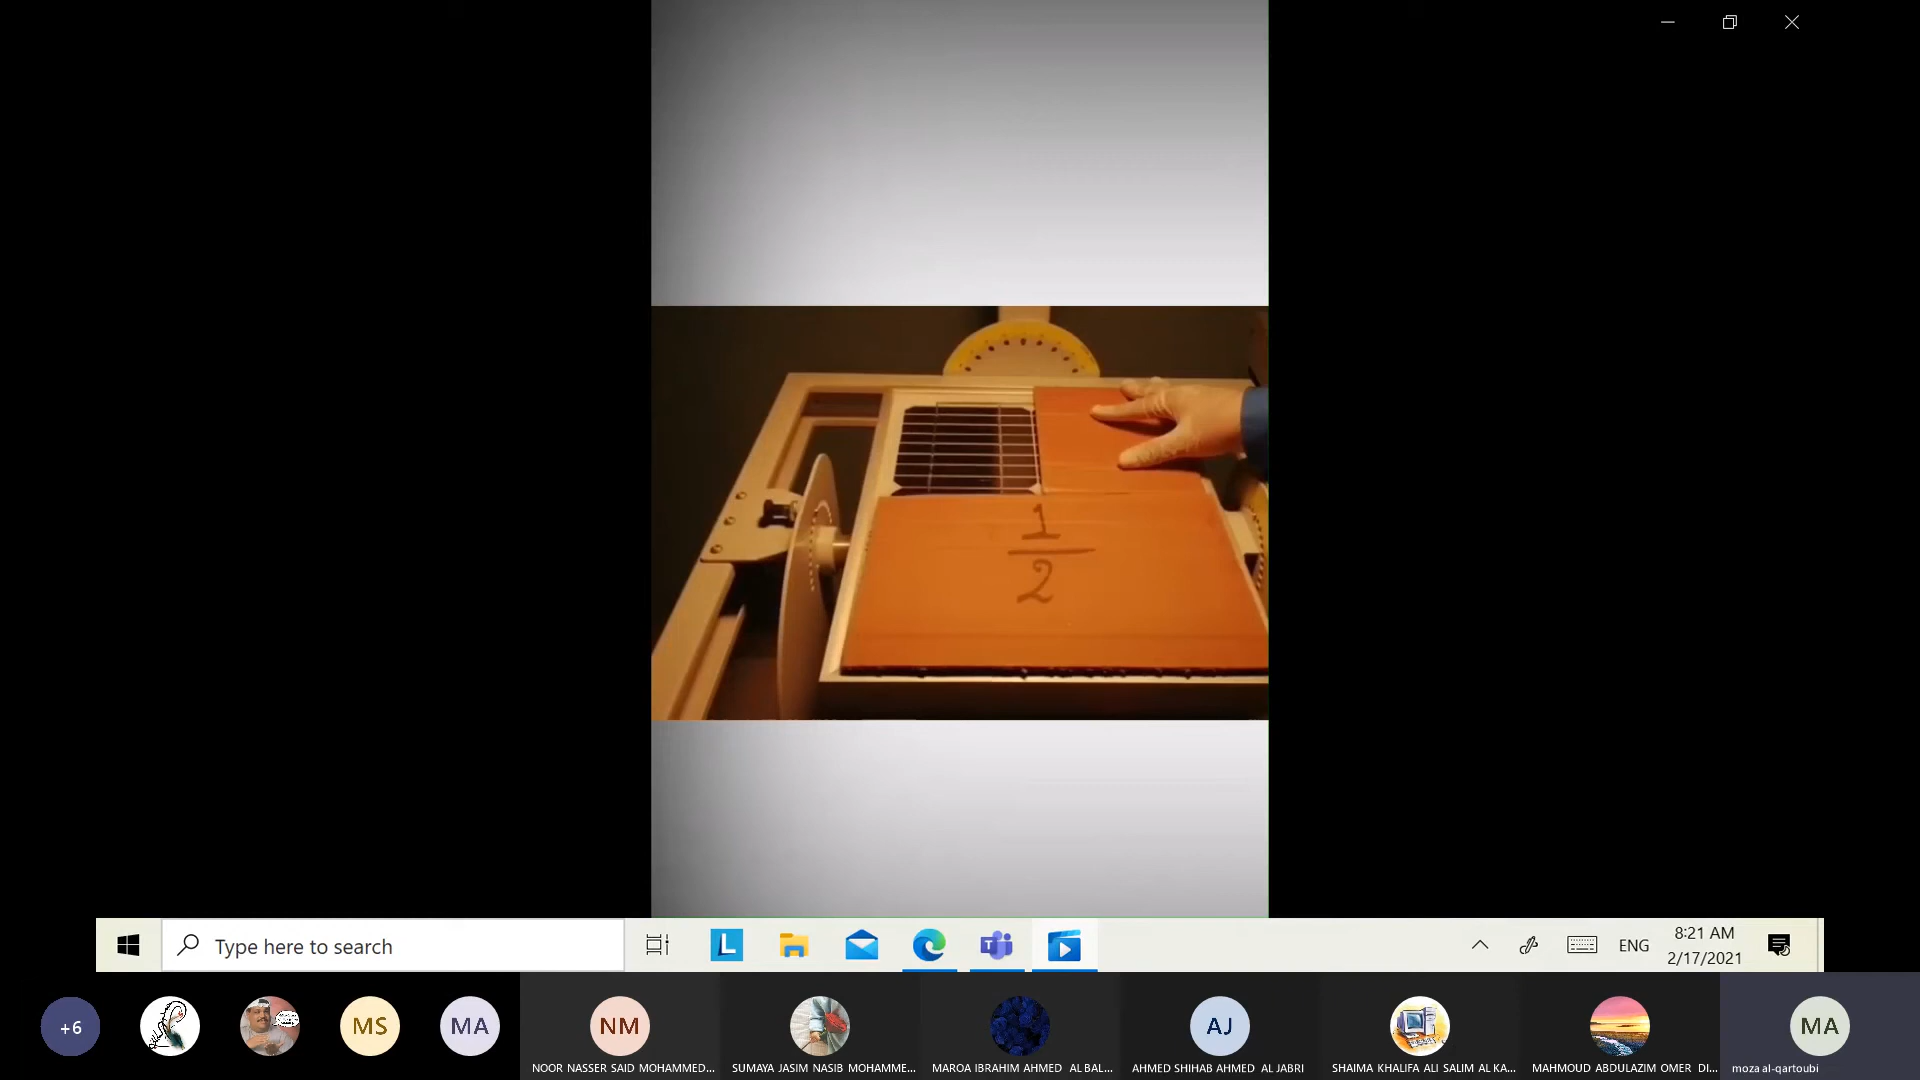 1
2
Type here to search
L
T
ENG
8:21 AM
2/17/2021
+6
MS
MA
NM
NOOR NASSER SAID MOHAMMED...
SUMAYA JASIM NASIB MOHAMME...
MAROA IBRAHIM AHMED AL BAL...
AJ
AHMED SHIHAB AHMED AL JABRI
SHAIMA KHALIFA ALI SALIM AL KA...
MAHMOUD ABDULAZIM OMER DI...
MA
moza al-qartoubi